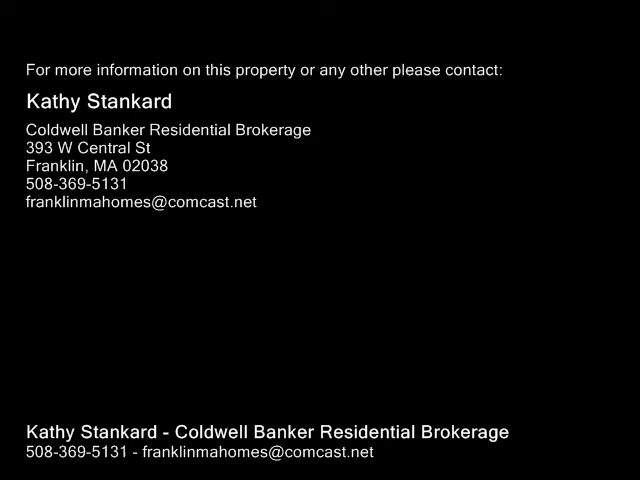 For more information on this property or any other please contact:
Kathy Stankard
Coldwell Banker Residential Brokerage
393 W Central St
Franklin, MA 02038
508-369-5131
franklinmahomes@comcast.net
Kathy Stankard - Coldwell Banker Residential Brokerage
508-369-5131 - franklinmahomes@comcast.net